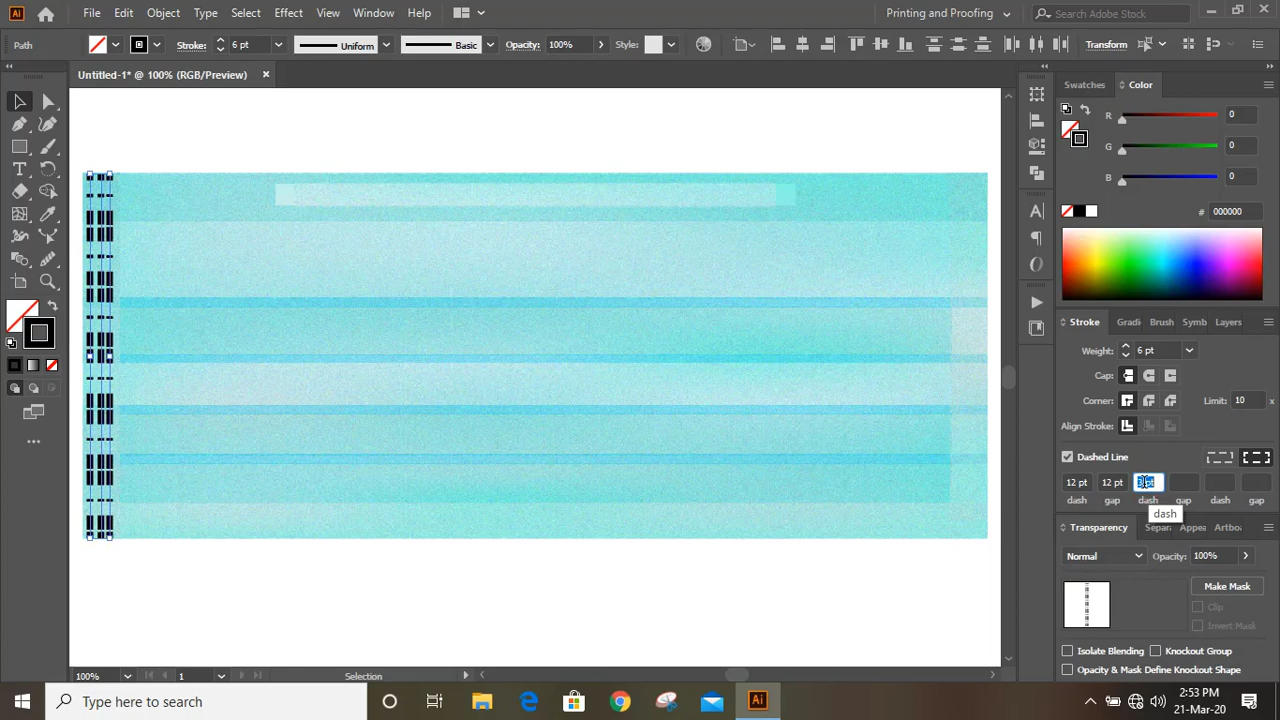 Ai File Edit Object Type Select Effect View Window Help Printing and Proofing Search Adobe Stock
Path Stroke: 6 pt Uniform Basic Opacity: 100% Style: Transform
Untitled-1* @ 100% (RGB/Preview)
Swatches Color
R 0
G 0
B 0
# 000000
Stroke Gradi Brush Symb Layers
Weight: 6 pt
Cap:
Corner: Limit: 10 x
Align Stroke:
Dashed Line
12 pt 12 pt
dash gap dash gap dash gap
dash
Transparency Separ Appea Artbo
Normal Opacity: 100%
Make Mask
Clip
Invert Mask
Isolate Blending Knockout Group
Opacity & Mask Define Knockout Shape
100% 1 Selection
Type here to search Ai 2:53 PM
21-Mar-20